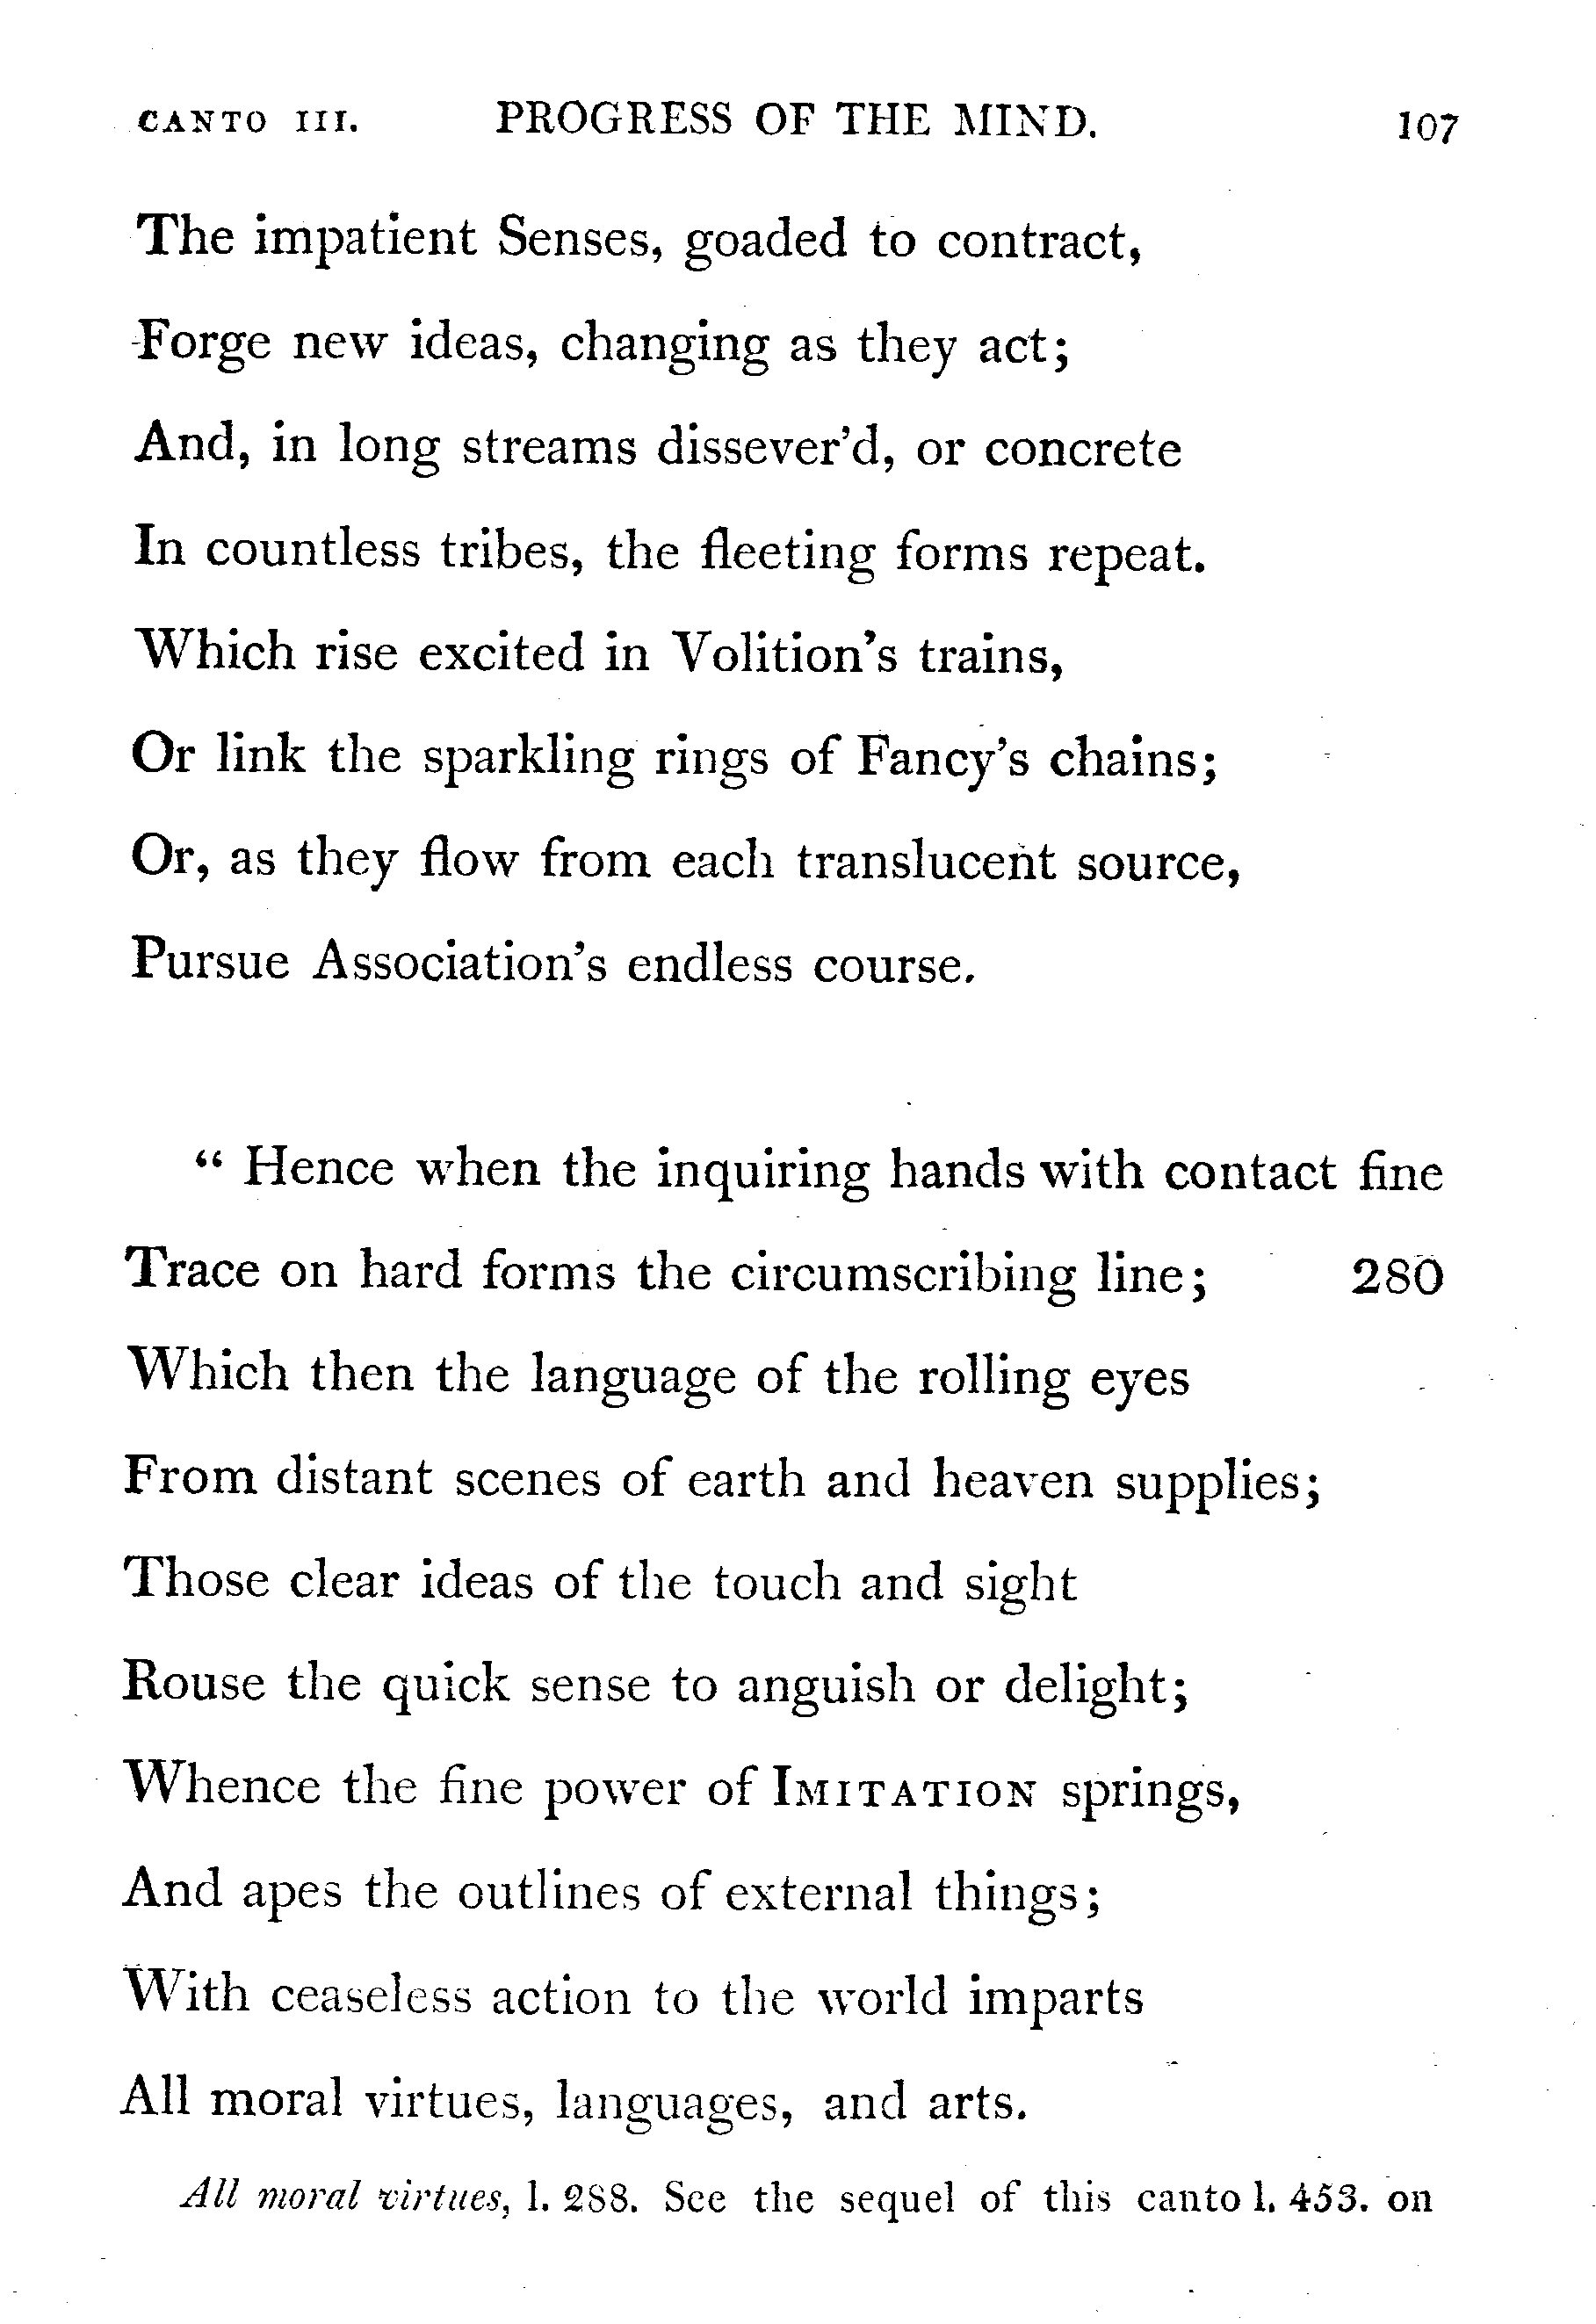 CANTO III. PROGRESS OF THE MIND. 107
The impatient Senses, goaded to contract,
Forge new ideas, changing as they act;
And, in long streams dissever'd, or concrete
In countless tribes, the fleeting forms repeat.
Which rise excited in Volition's trains,
Or link the sparkling rings of Fancy's chains;
Or, as they flow from each translucent source,
Pursue Association's endless course.
“ Hence when the inquiring hands with contact fine
Trace on hard forms the circumscribing line; 280
Which then the language of the rolling eyes
From distant scenes of earth and heaven supplies;
Those clear ideas of the touch and sight
Rouse the quick sense to anguish or delight;
Whence the fine power of IMITATION springs,
And apes the outlines of external things;
With ceaseless action to the world imparts
All moral virtues, languages, and arts.
All moral virtues, l. 288. See the sequel of this canto l. 453. on